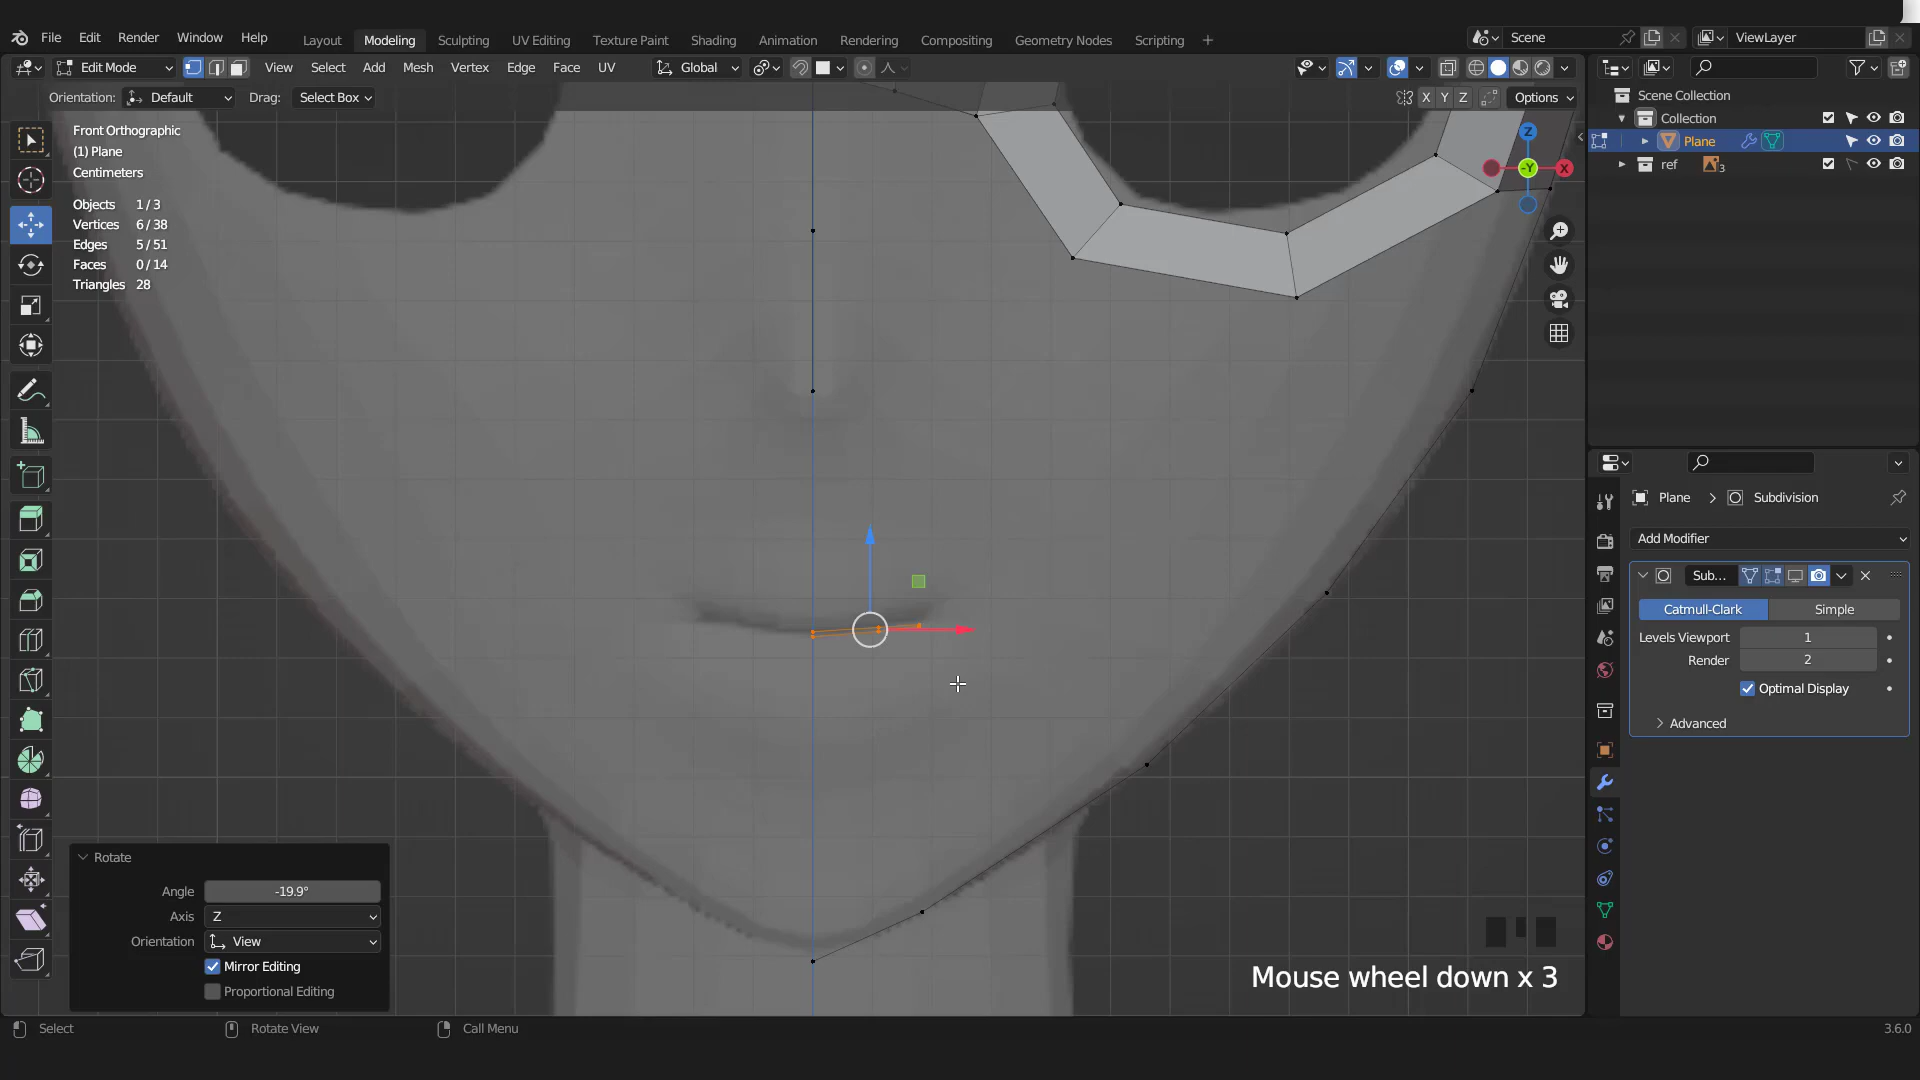 File Edit Render Window Help Layout Modeling Sculpting UV Editing Texture Paint Shading Animation Rendering Compositing Geometry Nodes Scripting + Scene ViewLayer
Edit Mode View Select Add Mesh Vertex Edge Face UV Global
Orientation: Default Drag: Select Box X Y Z Options
Front Orthographic
(1) Plane
Centimeters
Objects 1/3
Vertices 6/38
Edges 5/51
Faces 0/14
Triangles 28
Z
-Y
X
Scene Collection
Collection
Plane
ref 3
Plane > Subdivision
Add Modifier
Sub...
Catmull-Clark Simple
Levels Viewport 1
Render 2
Optimal Display
Advanced
Rotate
Angle -19.9°
Axis Z
Orientation View
Mirror Editing
Proportional Editing
Mouse wheel down x 3
Select Rotate View Call Menu 3.6.0